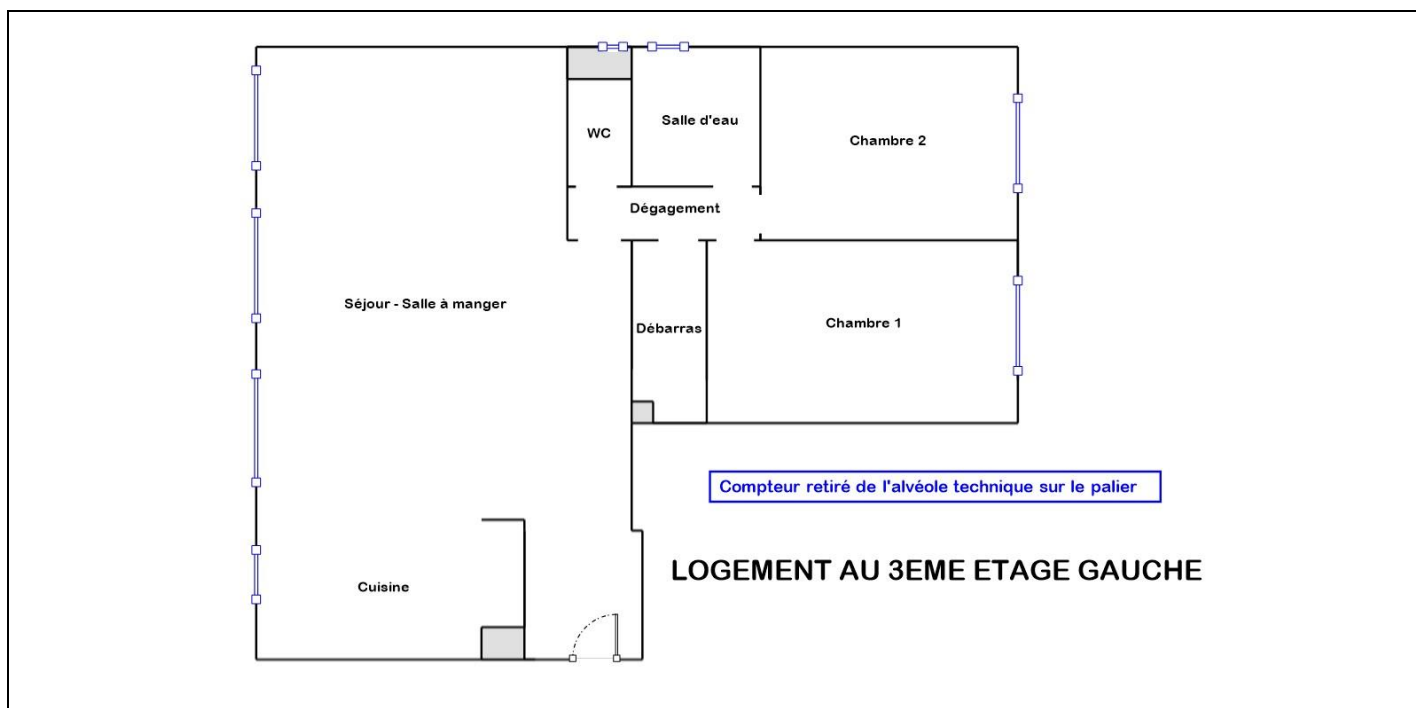 WC
Salle d'eau
Chambre 2
Dégagement
Séjour - Salle à manger
Débarras
Chambre 1
Compteur retiré de l'alvéole technique sur le palier
LOGEMENT AU 3EME ETAGE GAUCHE
Cuisine